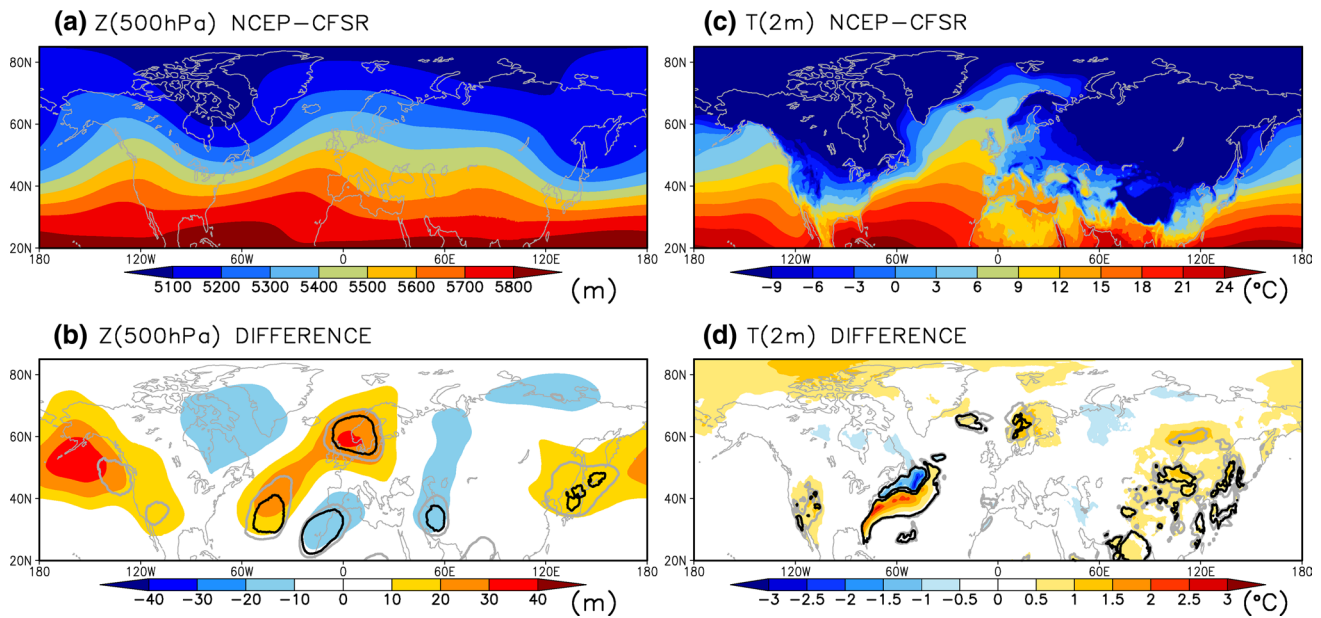 (a) Z(500hPa) NCEP-CFSR
80N
60N
40N
20N
180 120W 60W 0 60E 120E 180
5100 5200 5300 5400 5500 5600 5700 5800 (m)
(c) T(2m) NCEP-CFSR
80N
60N
40N
20N
180 120W 60W 0 60E 120E 180
-9 -6 -3 0 3 6 9 12 15 18 21 24 (°C)
(b) Z(500hPa) DIFFERENCE
80N
60N
40N
20N
180 120W 60W 0 60E 120E 180
-40 -30 -20 -10 0 10 20 30 40 (m)
(d) T(2m) DIFFERENCE
80N
60N
40N
20N
180 120W 60W 0 60E 120E 180
-3 -2.5 -2 -1.5 -1 -0.5 0 0.5 1 1.5 2 2.5 3 (°C)